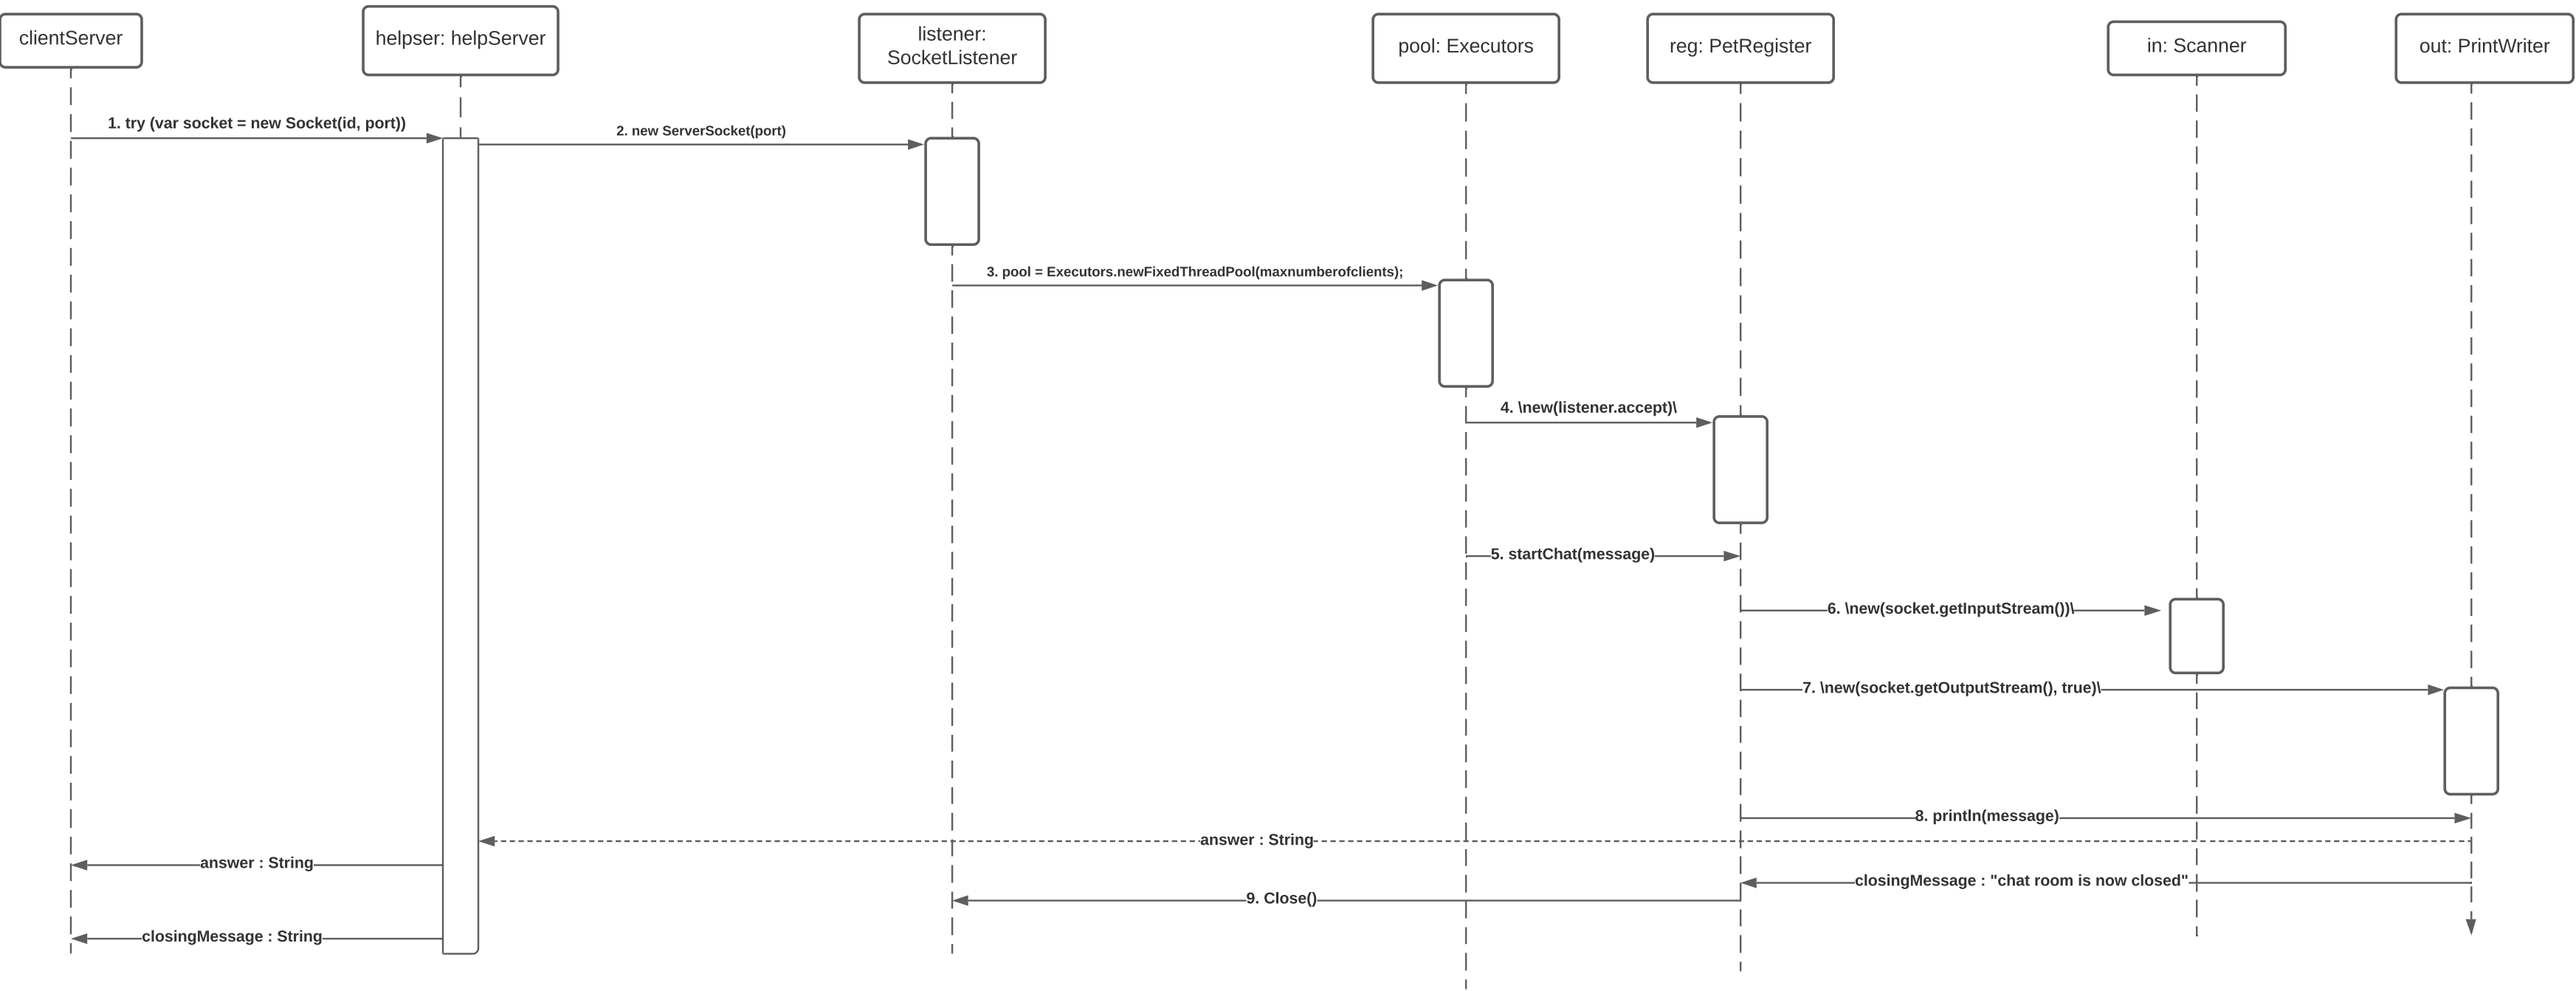 clientServer
helpser: helpServer
listener:
SocketListener
pool: Executors
reg: PetRegister
in: Scanner
out: PrintWriter
1. try (var socket = new Socket(id, port))
2. new ServerSocket(port)
3. pool = Executors.newFixedThreadPool(maxnumberofclients);
4. \new(listener.accept)\
5. startChat(message)
6. \new(socket.getInputStream())\
7. \new(socket.getOutputStream(), true)\
8. println(message)
answer : String
answer : String
closingMessage : "chat room is now closed"
9. Close()
closingMessage : String